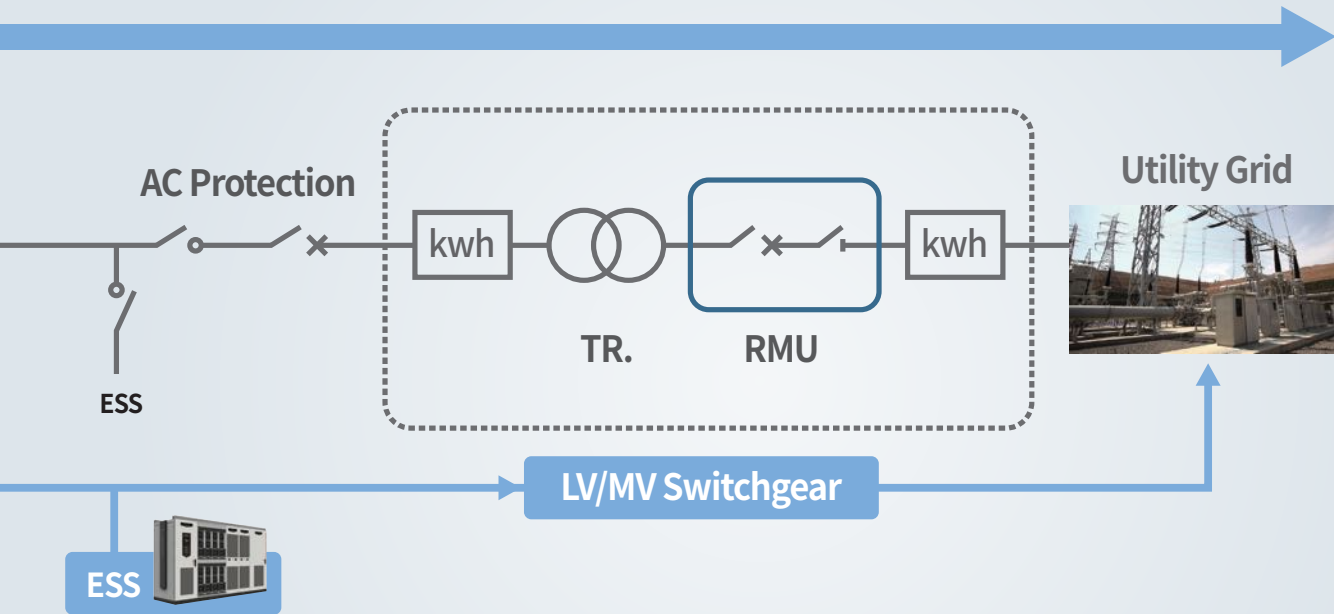 AC Protection
Utility Grid
kwh
kwh
TR.
RMU
ESS
LV/MV Switchgear
ESS